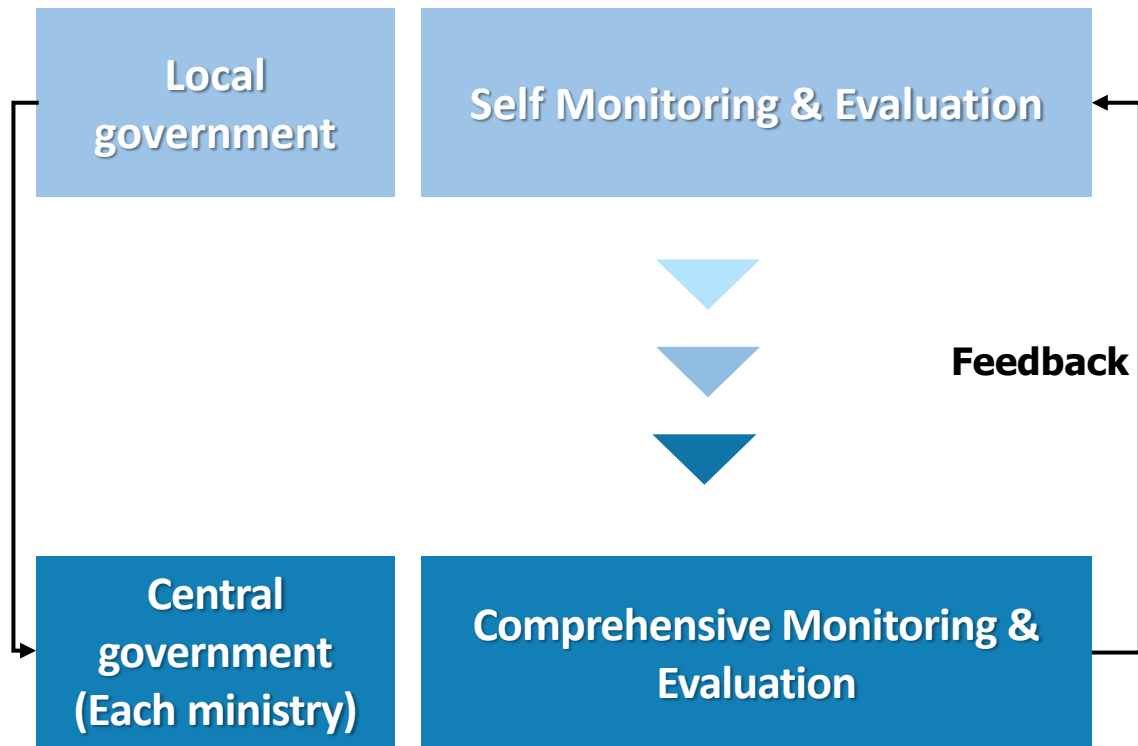 Local
government
Self Monitoring & Evaluation
Feedback
Central
government
(Each ministry)
Comprehensive Monitoring &
Evaluation